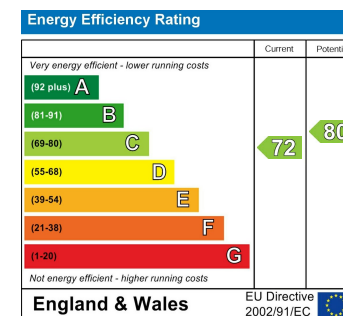 Energy Efficiency Rating
Current Potenti
Very energy efficient - lower running costs
(92 plus) A
(81-91) B
(69-80) C
(55-68) D
(39-54) E
(21-38) F
(1-20) G
72
80
Not energy efficient - higher running costs
England & Wales
EU Directive
2002/91/EC